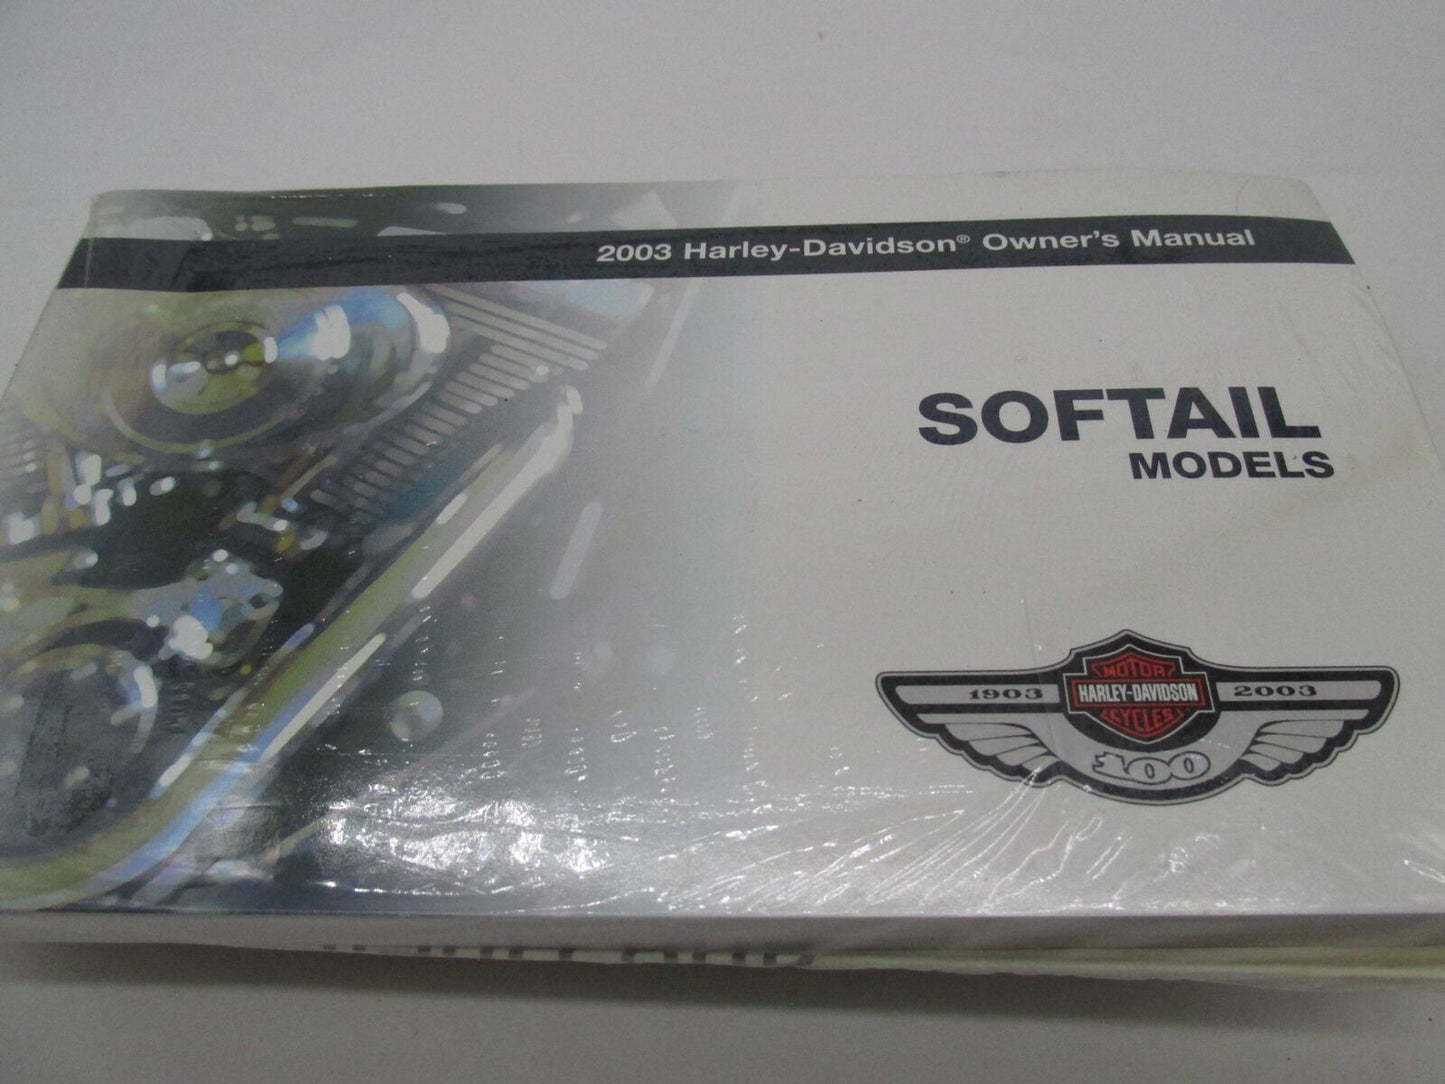 2003 Harley-Davidson® Owner's Manual
SOFTAIL
MODELS
MOTOR
1903 HARLEY-DAVIDSON 2003
CYCLES
100